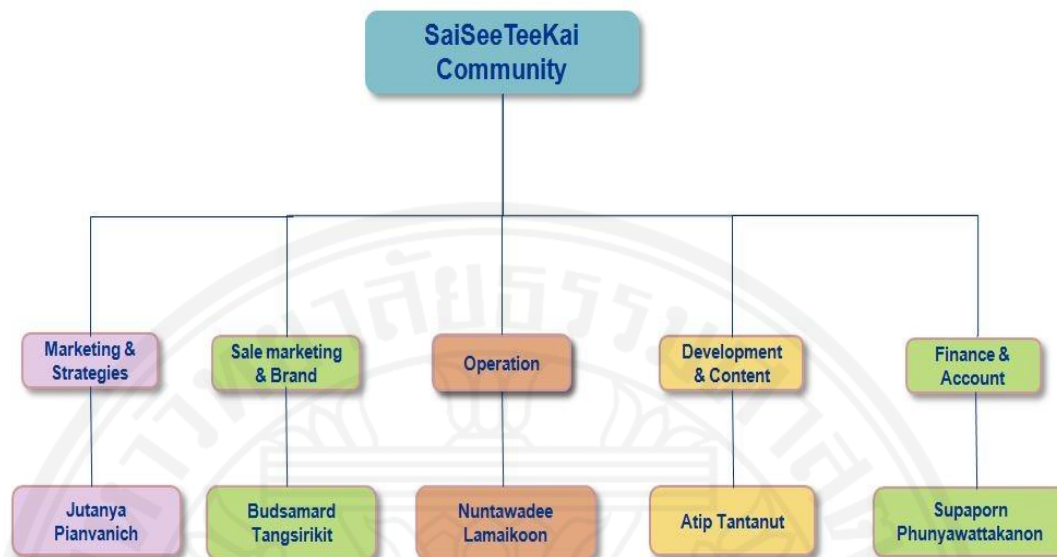 SaiSeeTeeKai
Community
Marketing &
Strategies
Sale marketing
& Brand
Operation
Development
& Content
Finance &
Account
Jutanya
Pianvanich
Budsamard
Tangsirikit
Nuntawadee
Lamaikoon
Atip Tantanut
Supaporn
Phunyawattakanon